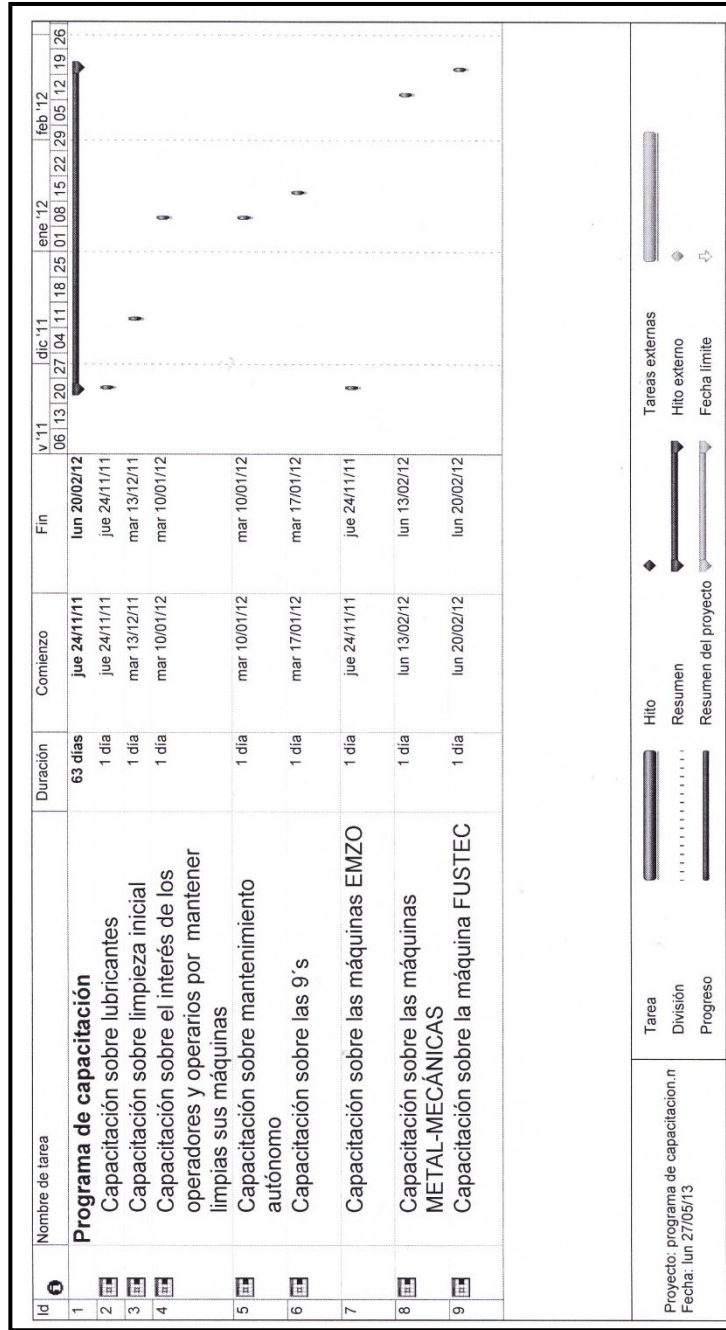 Id Nombre de tarea Duración Comienzo Fin v '11 dic '11 ene '12 feb '12
06 13 20 27 04 11 18 25 01 08 15 22 29 05 12 19 26
1 Programa de capacitación 63 días jue 24/11/11 lun 20/02/12
2 Capacitación sobre lubricantes 1 día jue 24/11/11 jue 24/11/11
3 Capacitación sobre limpieza inicial 1 día mar 13/12/11 mar 13/12/11
4 Capacitación sobre el interés de los 1 día mar 10/01/12 mar 10/01/12
operadores y operarios por mantener
limpias sus máquinas
5 Capacitación sobre mantenimiento 1 día mar 10/01/12 mar 10/01/12
autónomo
6 Capacitación sobre las 9´s 1 día mar 17/01/12 mar 17/01/12
7 Capacitación sobre las máquinas EMZO 1 día jue 24/11/11 jue 24/11/11
8 Capacitación sobre las máquinas 1 día lun 13/02/12 lun 13/02/12
METAL-MECÁNICAS
9 Capacitación sobre la máquina FUSTEC 1 día lun 20/02/12 lun 20/02/12
Proyecto: programa de capacitacion.n
Fecha: lun 27/05/13
Tarea Hito Tareas externas
División Resumen Hito externo
Progreso Resumen del proyecto Fecha límite